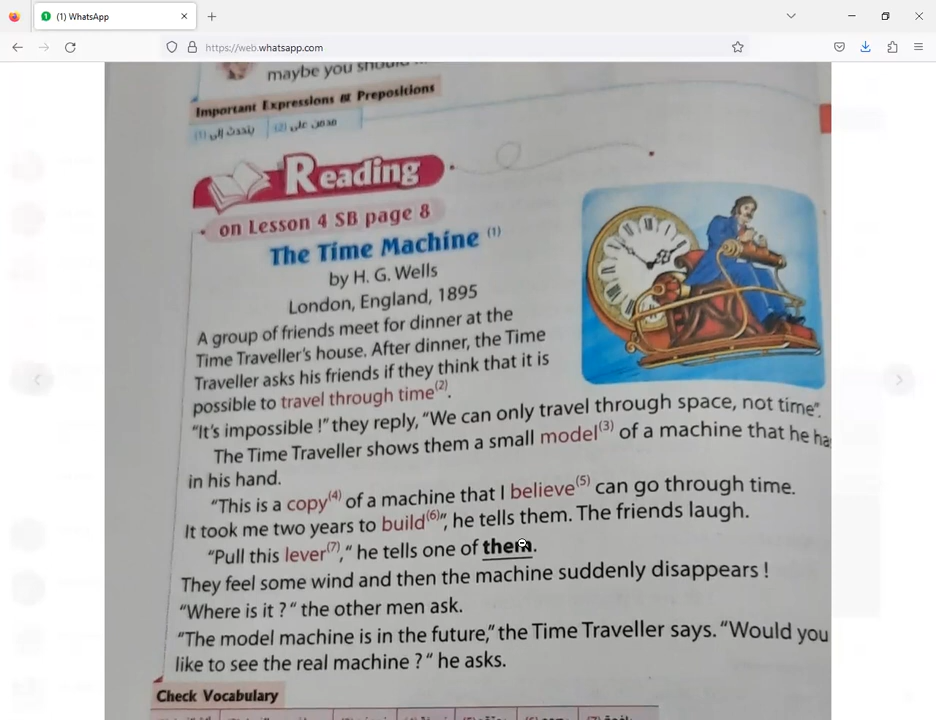 (1) WhatsApp
https://web.whatsapp.com
maybe you should
Important Expressions & Prepositions
(1) يتحدث إلى (2) مدمن على
Reading
on Lesson 4 SB page 8
The Time Machine (1)
by H. G. Wells
London, England, 1895
A group of friends meet for dinner at the
Time Traveller's house. After dinner, the Time
Traveller asks his friends if they think that it is
possible to travel through time(2).
"It's impossible !" they reply, "We can only travel through space, not time".
The Time Traveller shows them a small model(3) of a machine that he ha
in his hand.
"This is a copy(4) of a machine that I believe(5) can go through time.
It took me two years to build(6)", he tells them. The friends laugh.
"Pull this lever(7)," he tells one of them.
They feel some wind and then the machine suddenly disappears !
"Where is it ?" the other men ask.
"The model machine is in the future," the Time Traveller says. "Would you
like to see the real machine ?" he asks.
Check Vocabulary